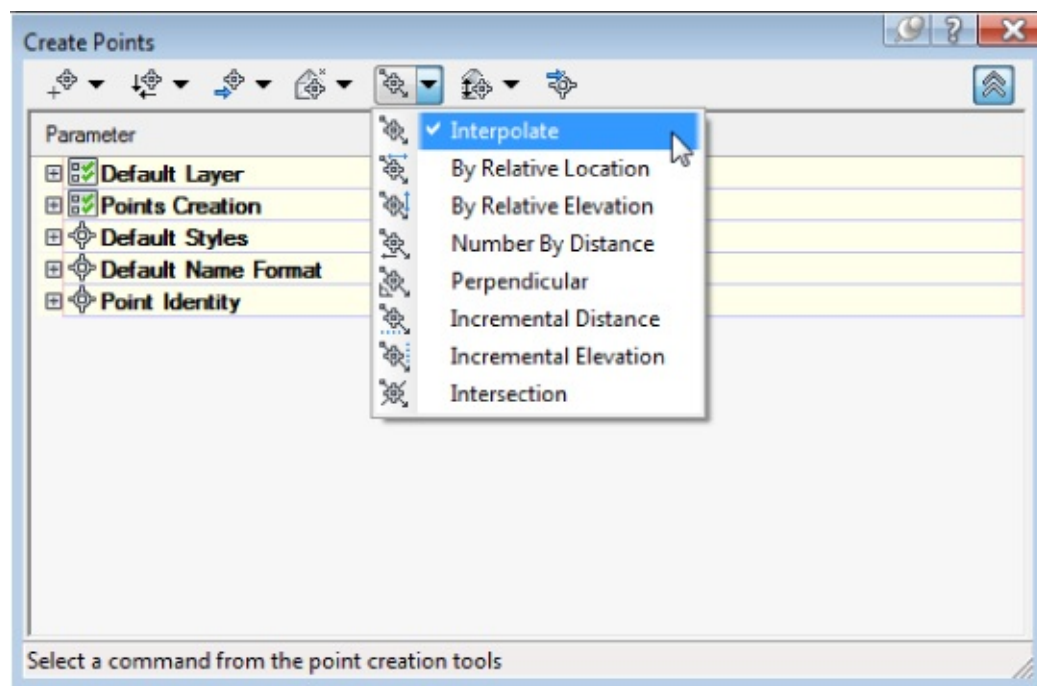 Create Points
Parameter
Default Layer
Points Creation
Default Styles
Default Name Format
Point Identity
Interpolate
By Relative Location
By Relative Elevation
Number By Distance
Perpendicular
Incremental Distance
Incremental Elevation
Intersection
Select a command from the point creation tools